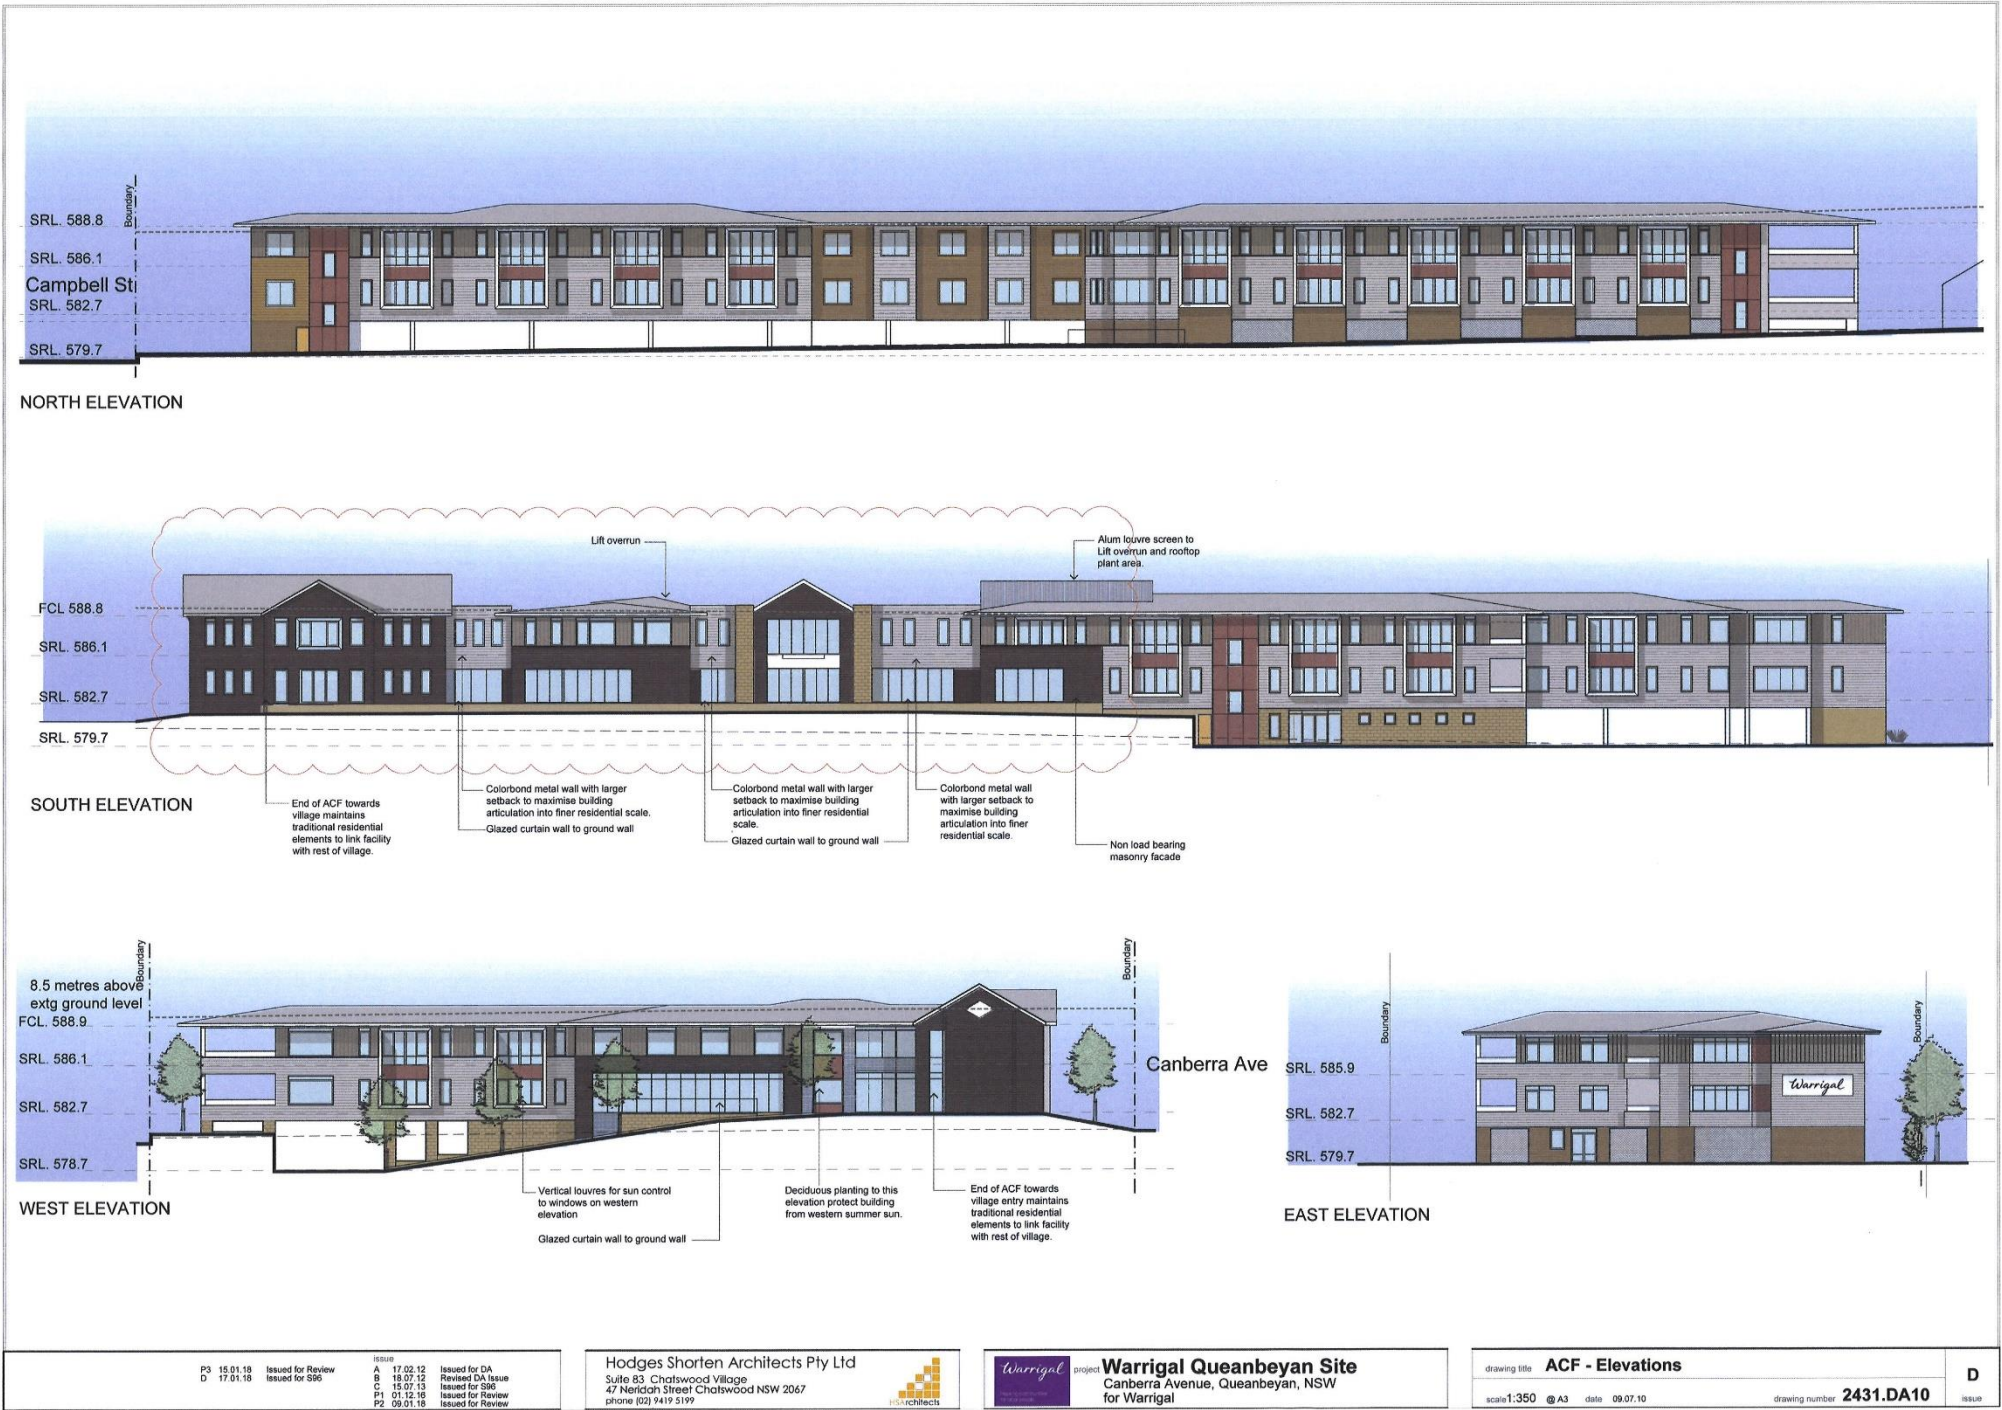 Boundary
SRL. 588.8
SRL. 586.1
Campbell St
SRL. 582.7
SRL. 579.7
NORTH ELEVATION
Lift overrun
Alum louvre screen to
Lift overrun and rooftop
plant area.
FCL 588.8
SRL. 586.1
SRL. 582.7
SRL. 579.7
SOUTH ELEVATION
End of ACF towards
village maintains
traditional residential
elements to link facility
with rest of village.
Colorbond metal wall with larger
setback to maximise building
articulation into finer residential scale.
Glazed curtain wall to ground wall
Colorbond metal wall with larger
setback to maximise building
articulation into finer residential
scale.
Glazed curtain wall to ground wall
Colorbond metal wall
with larger setback to
maximise building
articulation into finer
residential scale.
Non load bearing
masonry facade
Boundary
Boundary
8.5 metres above
extg ground level
FCL. 588.9
SRL. 586.1
SRL. 582.7
SRL. 578.7
Canberra Ave
WEST ELEVATION
Vertical louvres for sun control
to windows on western
elevation
Glazed curtain wall to ground wall
Deciduous planting to this
elevation protect building
from western summer sun.
End of ACF towards
village entry maintains
traditional residential
elements to link facility
with rest of village.
Boundary
Boundary
SRL. 585.9
SRL. 582.7
SRL. 579.7
Warrigal
EAST ELEVATION
P3 15.01.18 Issued for Review
D 17.01.18 Issued for S96
issue
A 17.02.12 Issued for DA
B 18.07.12 Revised DA Issue
C 15.07.13 Issued for S96
P1 01.12.16 Issued for Review
P2 09.01.18 Issued for Review
Hodges Shorten Architects Pty Ltd
Suite 83 Chatswood Village
47 Neridah Street Chatswood NSW 2067
phone (02) 9419 5199
HSArchitects
Warrigal
project Warrigal Queanbeyan Site
Canberra Avenue, Queanbeyan, NSW
for Warrigal
drawing title ACF - Elevations
scale 1:350 @ A3 date 09.07.10
drawing number 2431.DA10
D
issue